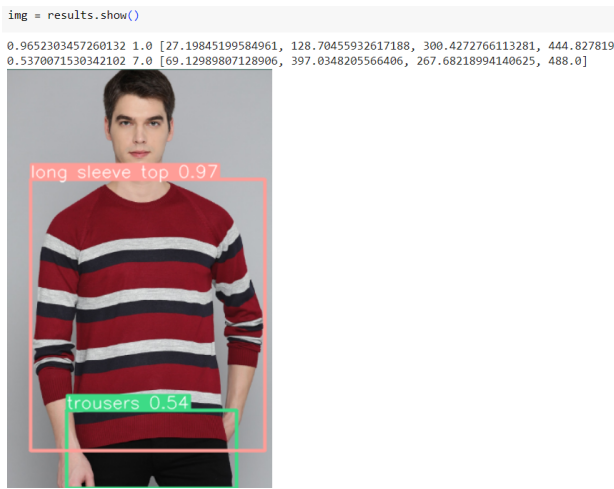 img = results.show()
0.9652303457260132 1.0 [27.19845199584961, 128.70455932617188, 300.4272766113281, 444.827819
0.5370071530342102 7.0 [69.12989807128906, 397.0348205566406, 267.68218994140625, 488.0]
long sleeve top 0.97
trousers 0.54